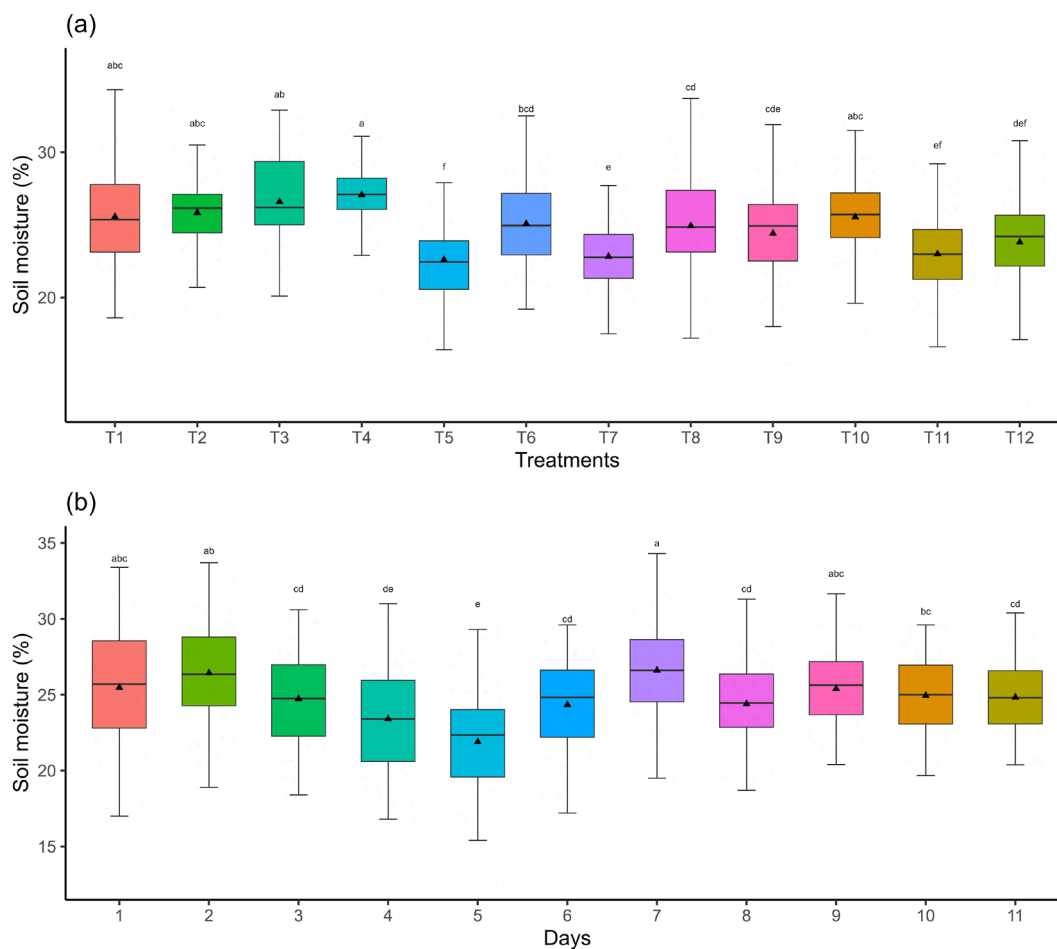 (a)
Soil moisture (%)
30
20
abc
abc
ab
a
f
bcd
e
cd
cde
abc
ef
def
T1 T2 T3 T4 T5 T6 T7 T8 T9 T10 T11 T12
Treatments
(b)
Soil moisture (%)
35
30
25
20
15
abc
ab
cd
de
e
cd
a
cd
abc
bc
cd
1 2 3 4 5 6 7 8 9 10 11
Days